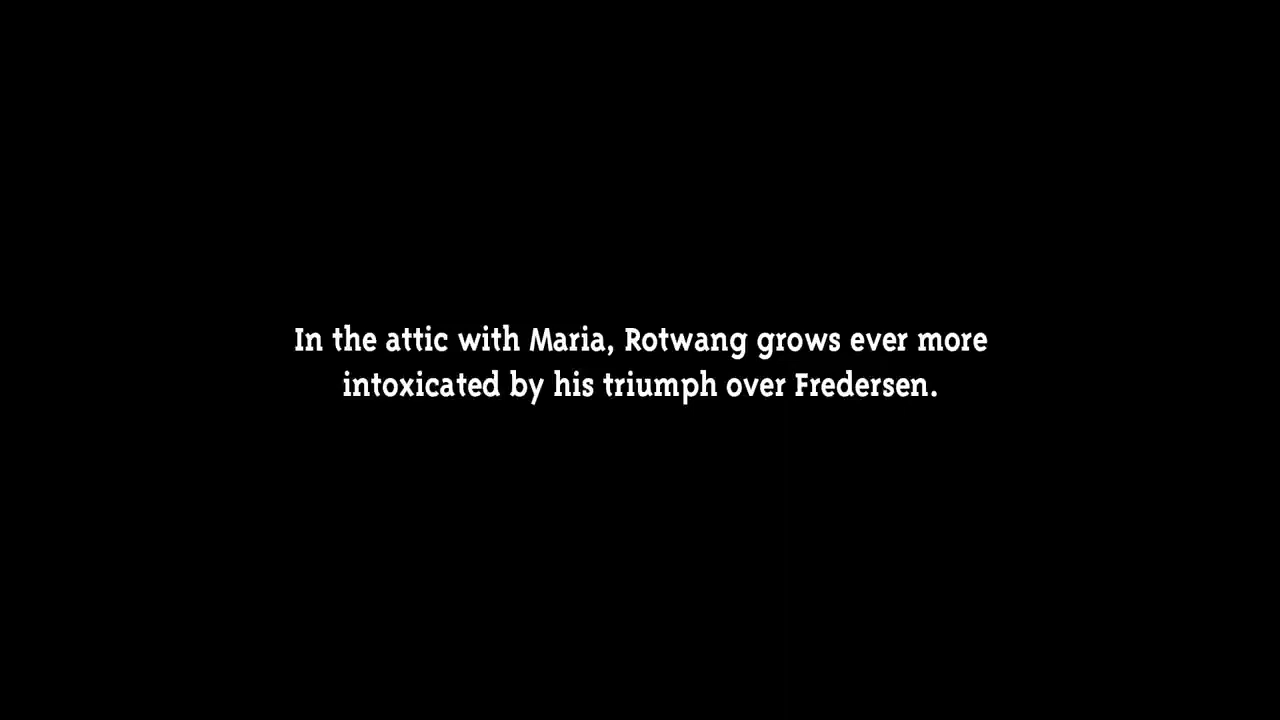 In the attic with Maria, Rotwang grows ever more
intoxicated by his triumph over Fredersen.